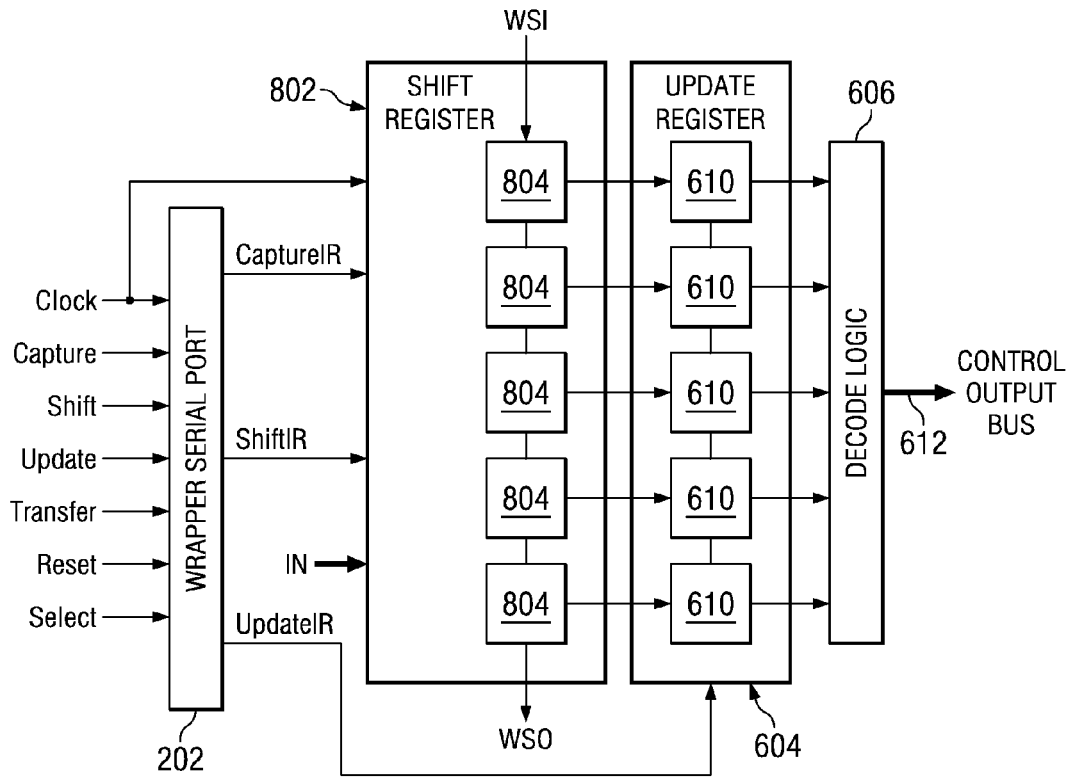 WSI
802
SHIFT
REGISTER
UPDATE
REGISTER
606
804
610
CaptureIR
804
610
Clock
Capture
804
610
Shift
CONTROL
OUTPUT
BUS
DECODE LOGIC
612
Update
ShiftIR
Transfer
804
610
WRAPPER SERIAL PORT
Reset
IN
804
610
Select
UpdateIR
202
WSO
604